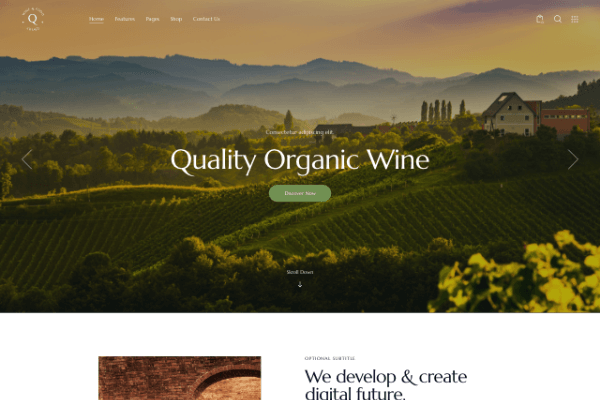 Q
Home Features Pages Shop Contact Us
Consectetur adipiscing elit.
Quality Organic Wine
Discover Now
Scroll Down
OPTIONAL SUBTITLE
We develop & create
digital future.